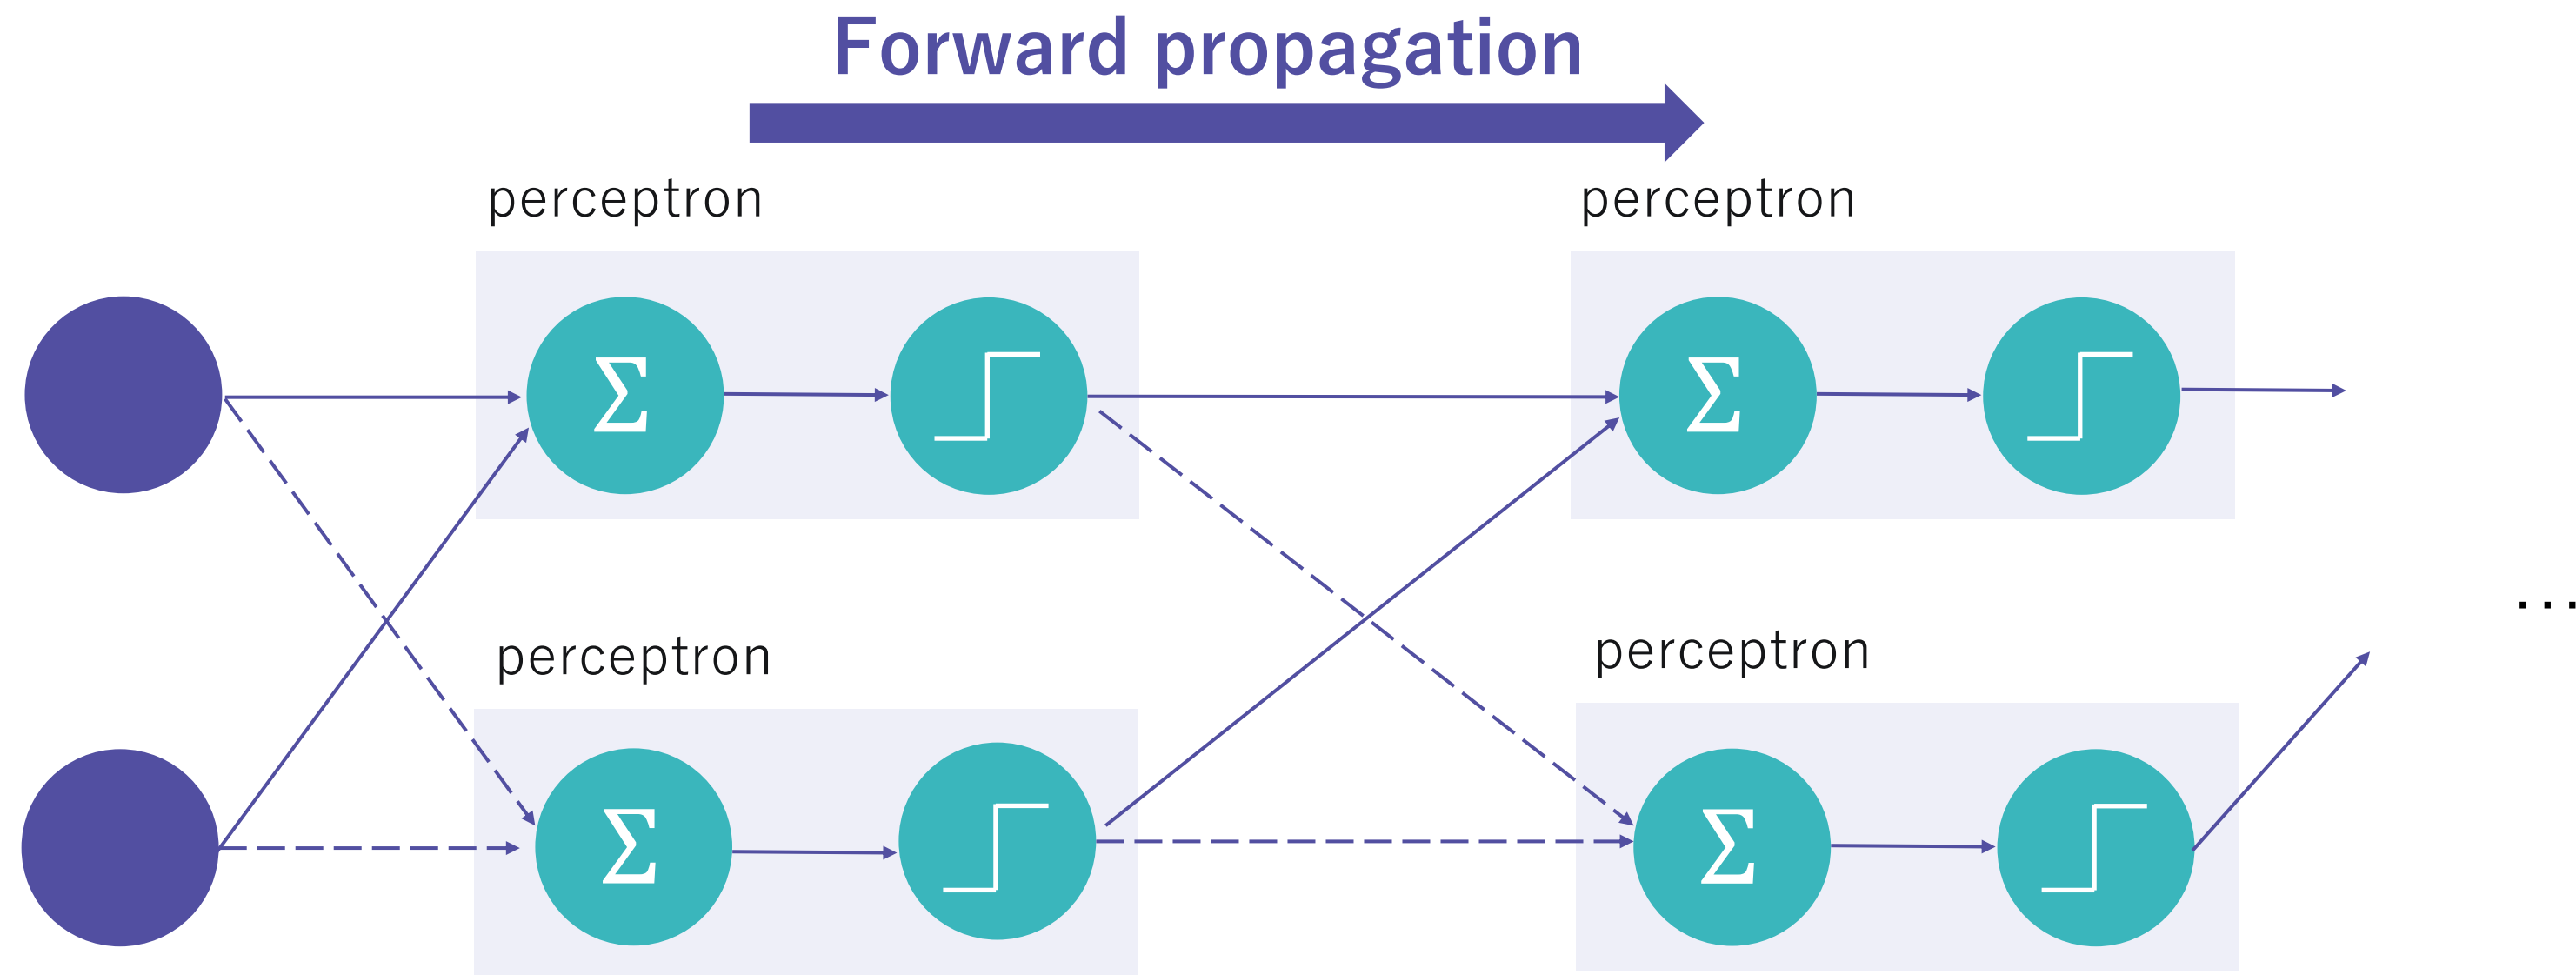 Forward propagation
perceptron
perceptron
Σ
Σ
perceptron
perceptron
Σ
Σ
...